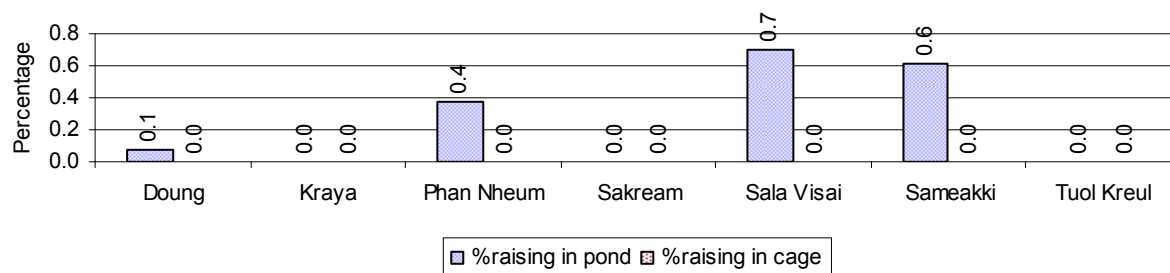 Percentage
0.8
0.6
0.4
0.2
0.0
0.1 0.0 0.0 0.0 0.4 0.0 0.0 0.0 0.7 0.0 0.6 0.0 0.0 0.0
Doung Kraya Phan Nheum Sakream Sala Visai Sameakki Tuol Kreul
%raising in pond %raising in cage